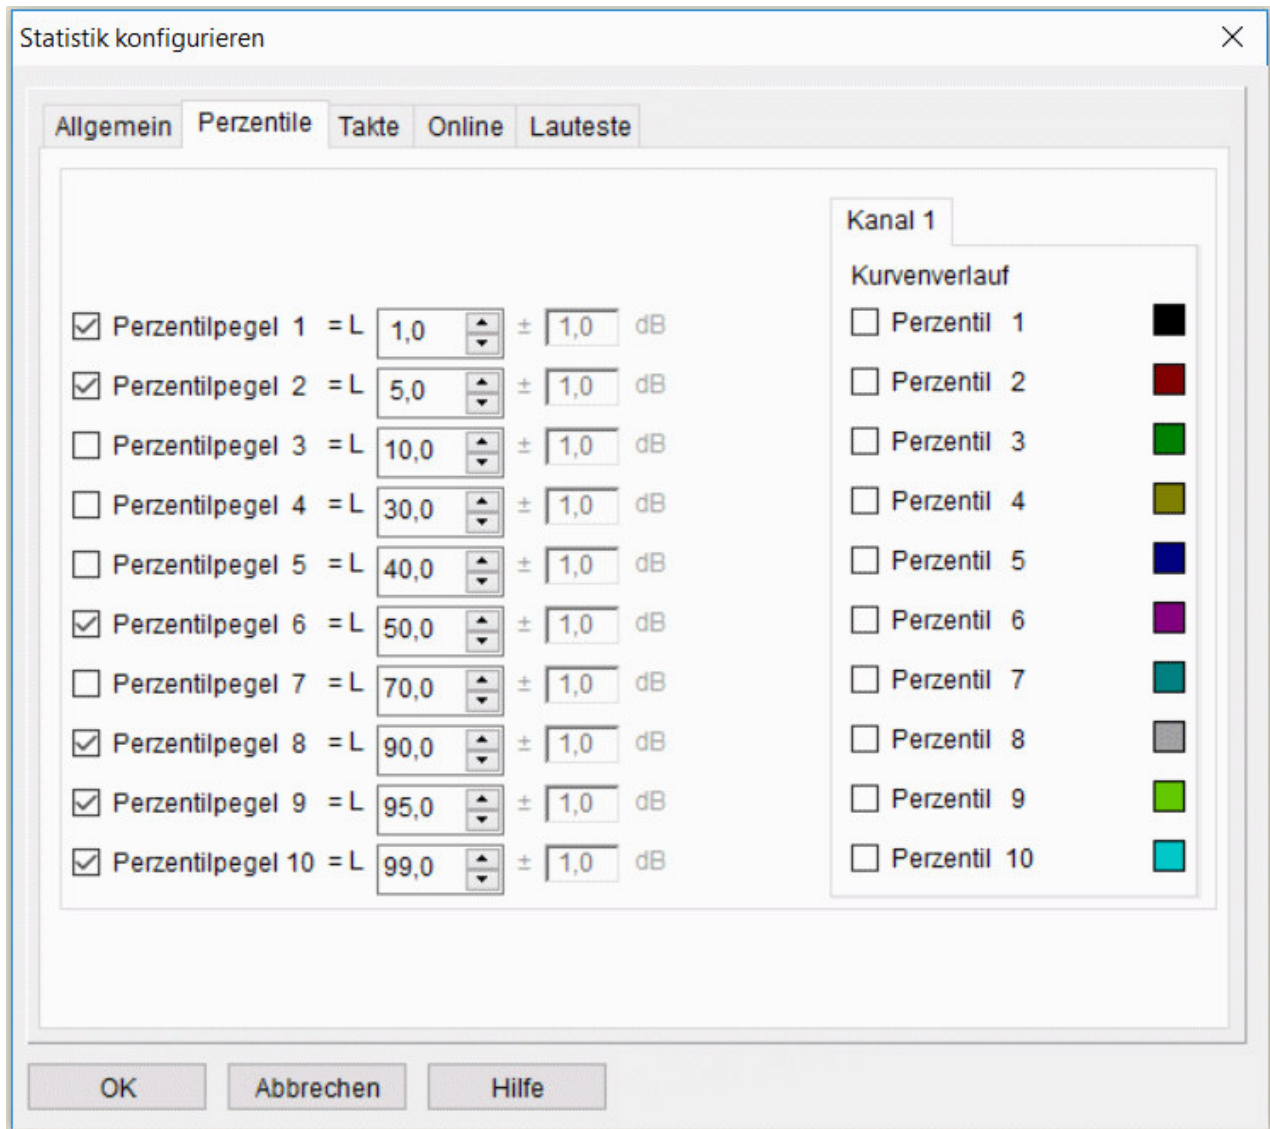 Statistik konfigurieren
Allgemein Perzentile Takte Online Lauteste
Kanal 1
Kurvenverlauf
Perzentilpegel 1 = L 1,0 ± 1,0 dB Perzentil 1
Perzentilpegel 2 = L 5,0 ± 1,0 dB Perzentil 2
Perzentilpegel 3 = L 10,0 ± 1,0 dB Perzentil 3
Perzentilpegel 4 = L 30,0 ± 1,0 dB Perzentil 4
Perzentilpegel 5 = L 40,0 ± 1,0 dB Perzentil 5
Perzentilpegel 6 = L 50,0 ± 1,0 dB Perzentil 6
Perzentilpegel 7 = L 70,0 ± 1,0 dB Perzentil 7
Perzentilpegel 8 = L 90,0 ± 1,0 dB Perzentil 8
Perzentilpegel 9 = L 95,0 ± 1,0 dB Perzentil 9
Perzentilpegel 10 = L 99,0 ± 1,0 dB Perzentil 10
OK Abbrechen Hilfe